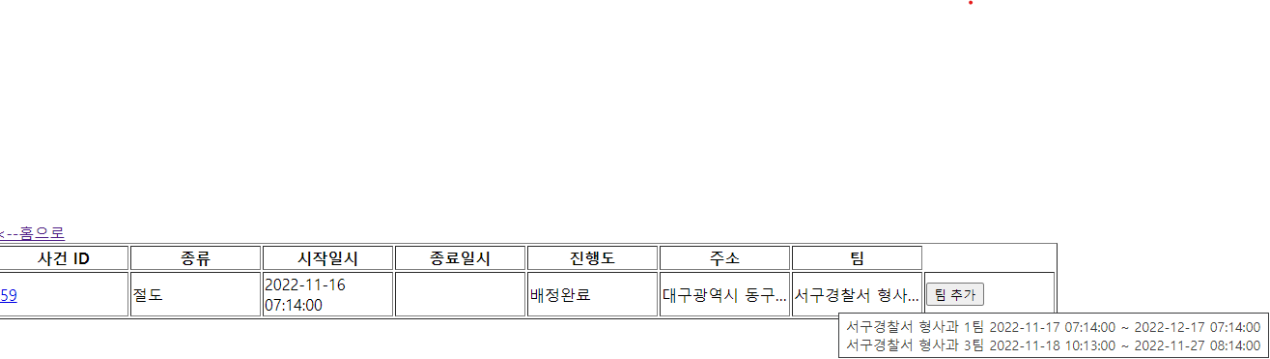 <--홈으로
사건 ID 종류 시작일시 종료일시 진행도 주소 팀
59 절도 2022-11-16 배정완료 대구광역시 동구... 서구경찰서 형사... 팀 추가
07:14:00
서구경찰서 형사과 1팀 2022-11-17 07:14:00 ~ 2022-12-17 07:14:00
서구경찰서 형사과 3팀 2022-11-18 10:13:00 ~ 2022-11-27 08:14:00